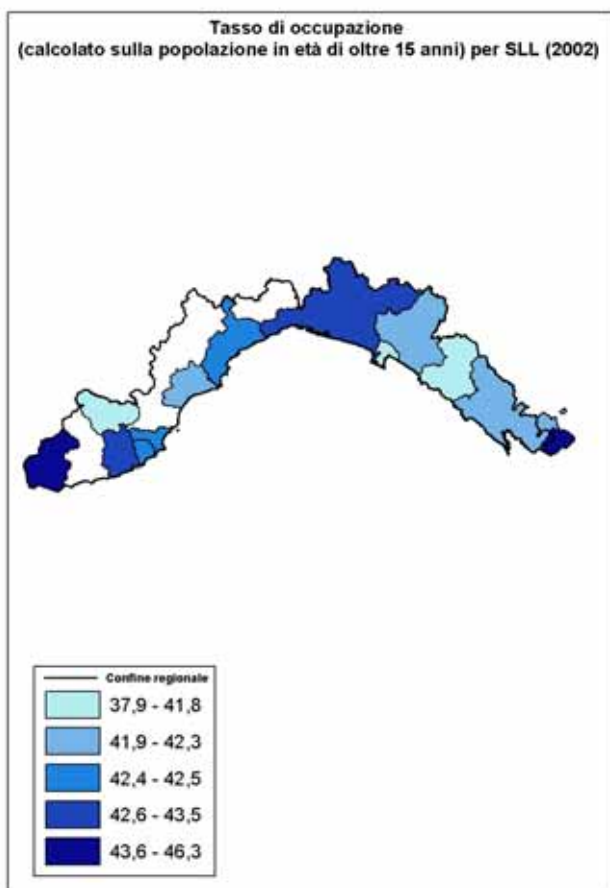 Tasso di occupazione
(calcolato sulla popolazione in età di oltre 15 anni) per SLL (2002)
Confine regionale
37,9 - 41,8
41,9 - 42,3
42,4 - 42,5
42,6 - 43,5
43,6 - 46,3